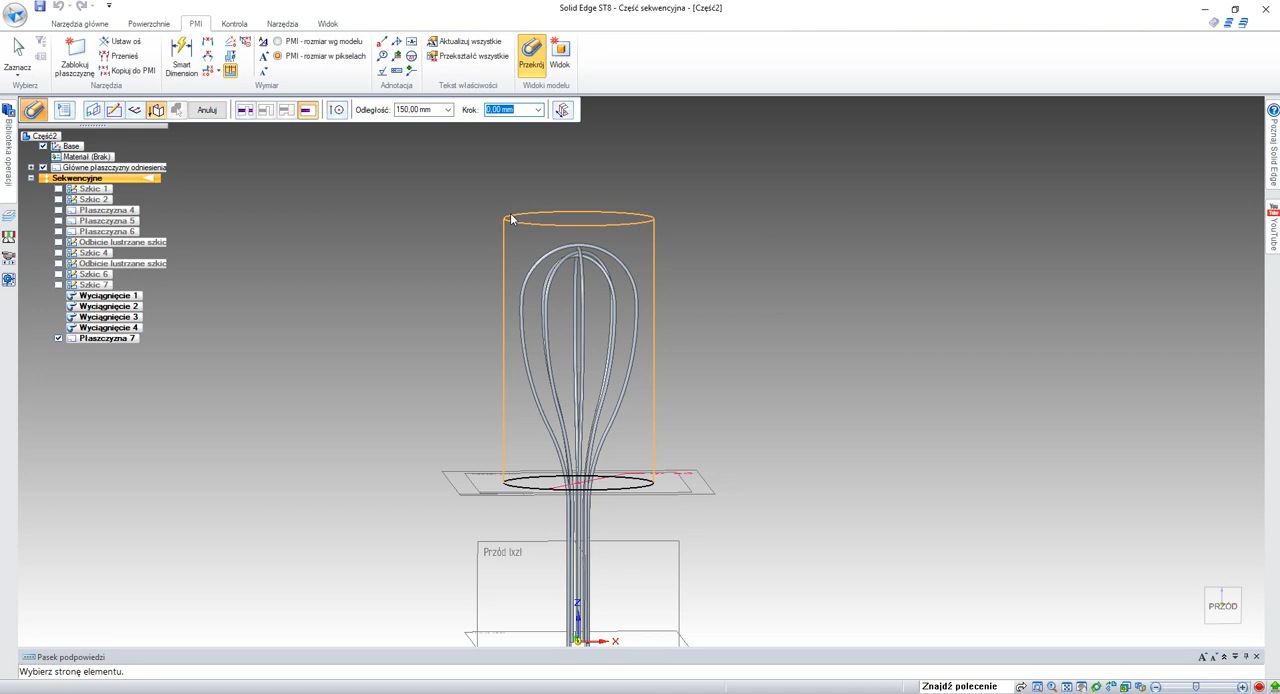 Solid Edge ST8 - Część sekwencyjna - [Część2]
Narzędzia główne Powierzchnie PMI Kontrola Narzędzia Widok
Zaznacz
Wybierz
Zablokuj płaszczyznę
Ustaw oś
Przenieś
Kopiuj do PMI
Narzędzia
Smart Dimension
PMI - rozmiar wg modelu
PMI - rozmiar w pikselach
Wymiar
Adnotacja
Aktualizuj wszystkie
Przekształć wszystkie
Tekst właściwości
Przekrój
Widok
Widoki modelu
Anuluj
Odległość: 150,00 mm
Krok: 0,00 mm
Biblioteka operacji
Część2
Base
Materiał (Brak)
Główne płaszczyzny odniesienia
Sekwencyjne
Szkic 1
Szkic 2
Płaszczyzna 4
Płaszczyzna 5
Płaszczyzna 6
Odbicie lustrzane szkic
Szkic 4
Odbicie lustrzane szkic
Szkic 6
Szkic 7
Wyciągnięcie 1
Wyciągnięcie 2
Wyciągnięcie 3
Wyciągnięcie 4
Płaszczyzna 7
Przód (xz)
Z
X
PRZÓD
Poznaj Solid Edge
YouTube
Pasek podpowiedzi
Wybierz stronę elementu.
Znajdź polecenie